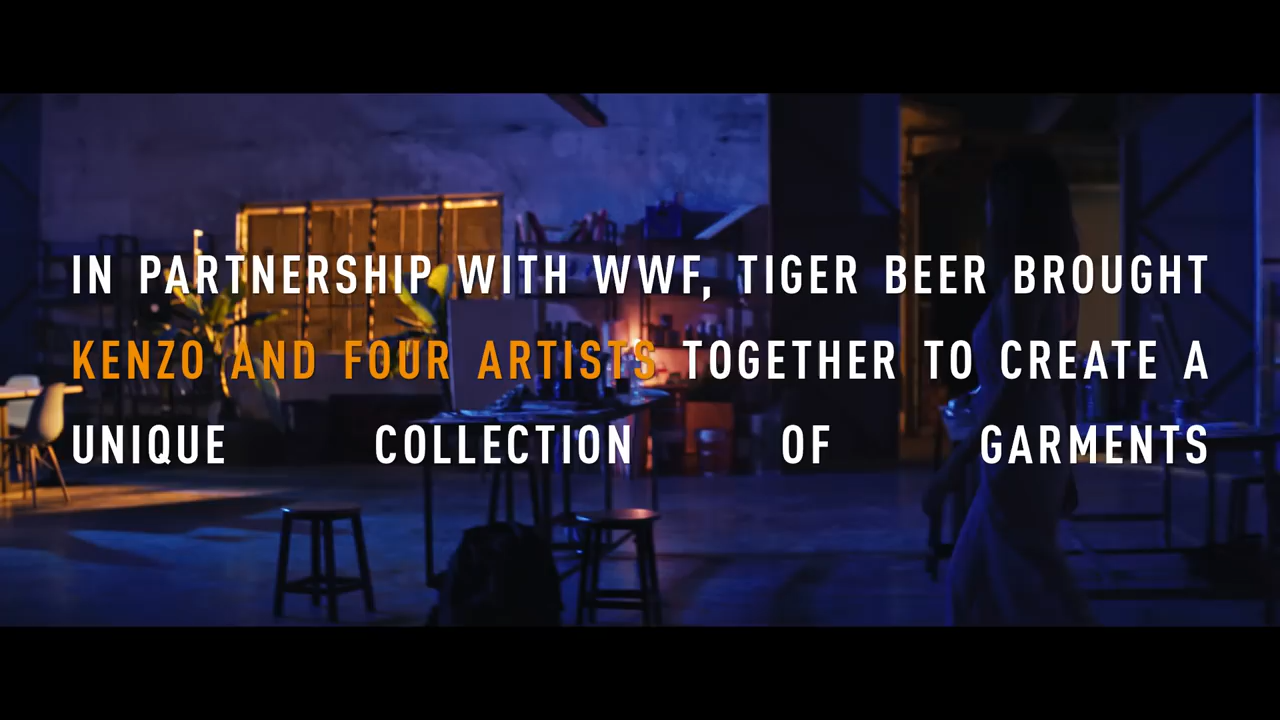 IN PARTNERSHIP WITH WWF, TIGER BEER BROUGHT
KENZO AND FOUR ARTISTS TOGETHER TO CREATE A
UNIQUE COLLECTION OF GARMENTS